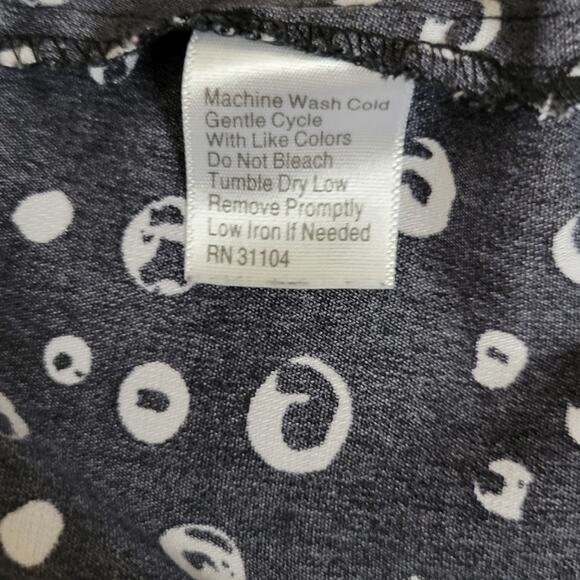 Machine Wash Cold
Gentle Cycle
With Like Colors
Do Not Bleach
Tumble Dry Low
Remove Promptly
Low Iron If Needed
RN 31104